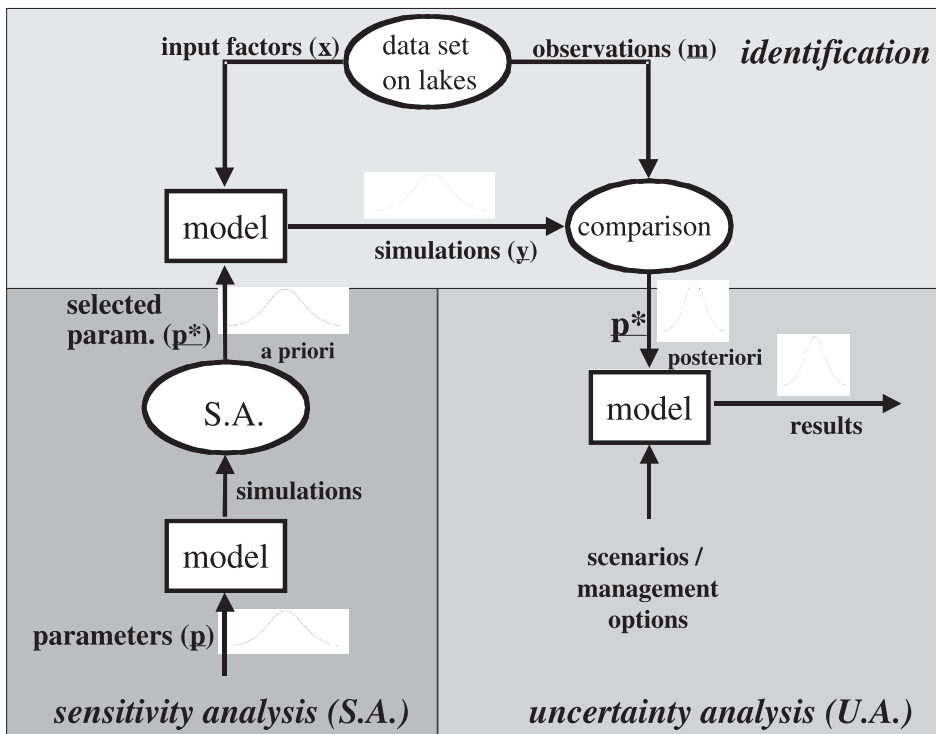 input factors (x)
data set
on lakes
observations (m)
identification
model
simulations (y)
comparison
selected
param. (p*)
a priori
p*
posteriori
S.A.
model
results
simulations
model
scenarios /
management
options
parameters (p)
sensitivity analysis (S.A.)
uncertainty analysis (U.A.)